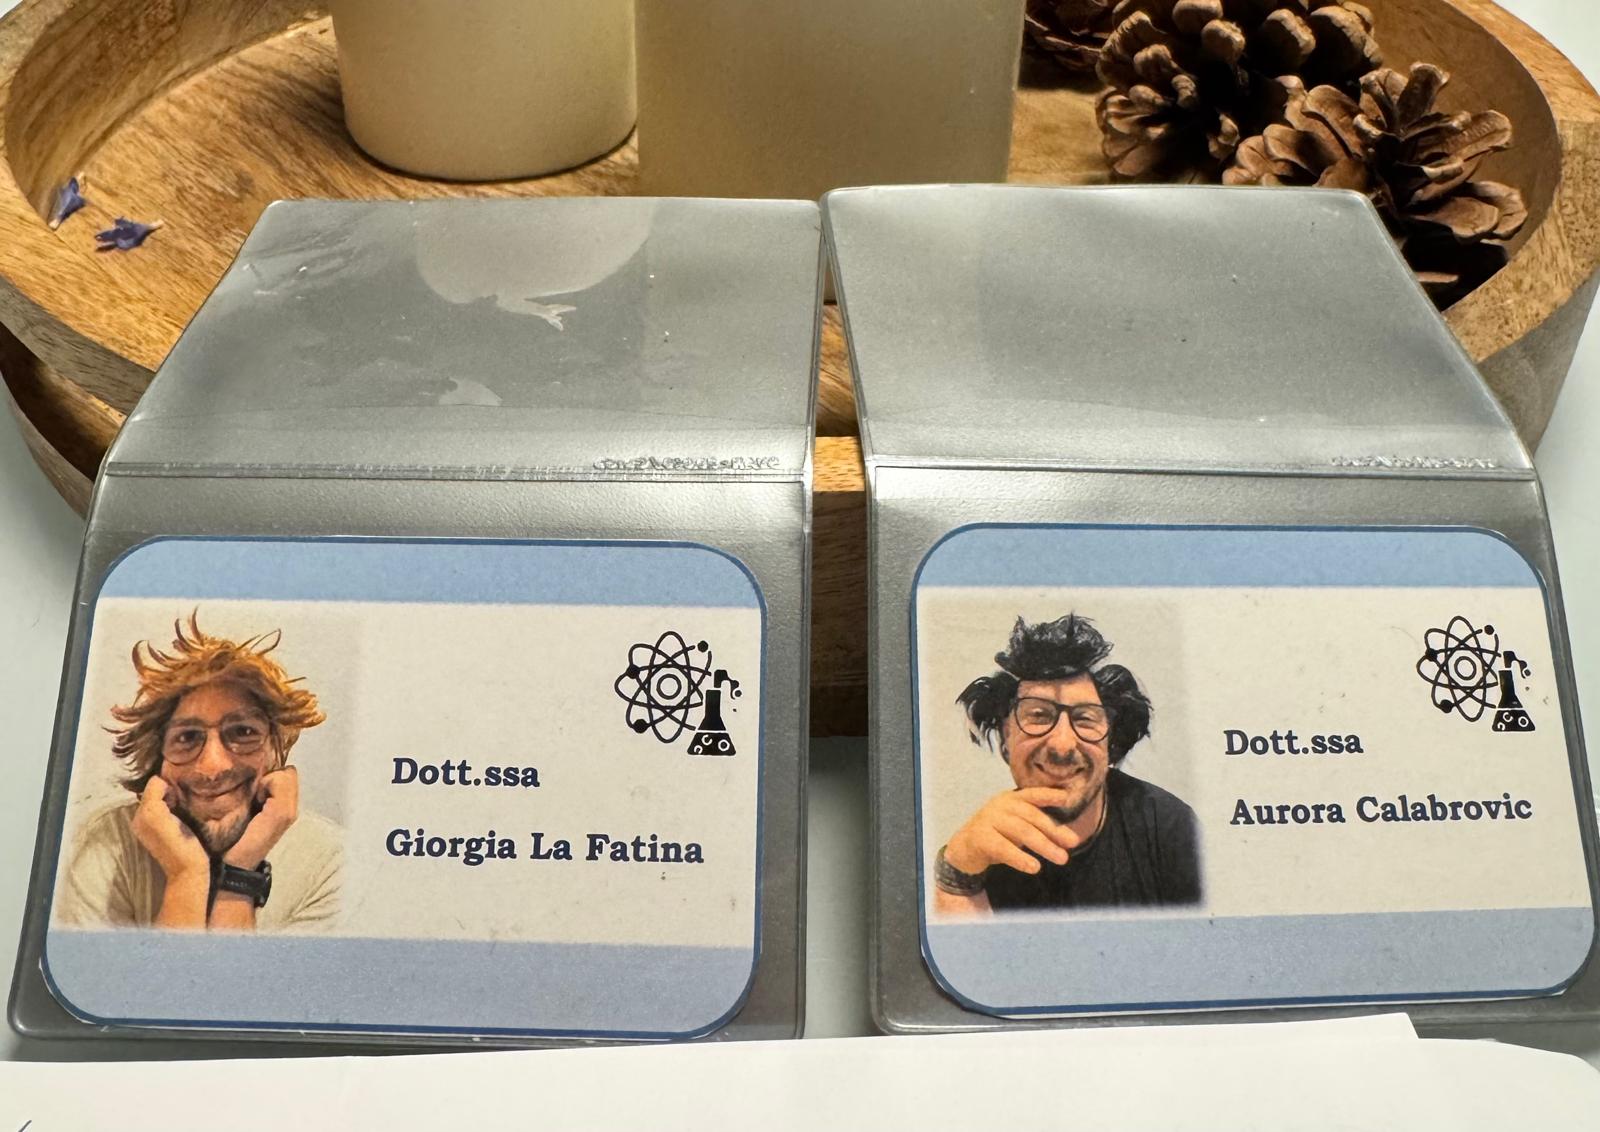 Dott.ssa
Giorgia La Fatina
Dott.ssa
Aurora Calabrovic